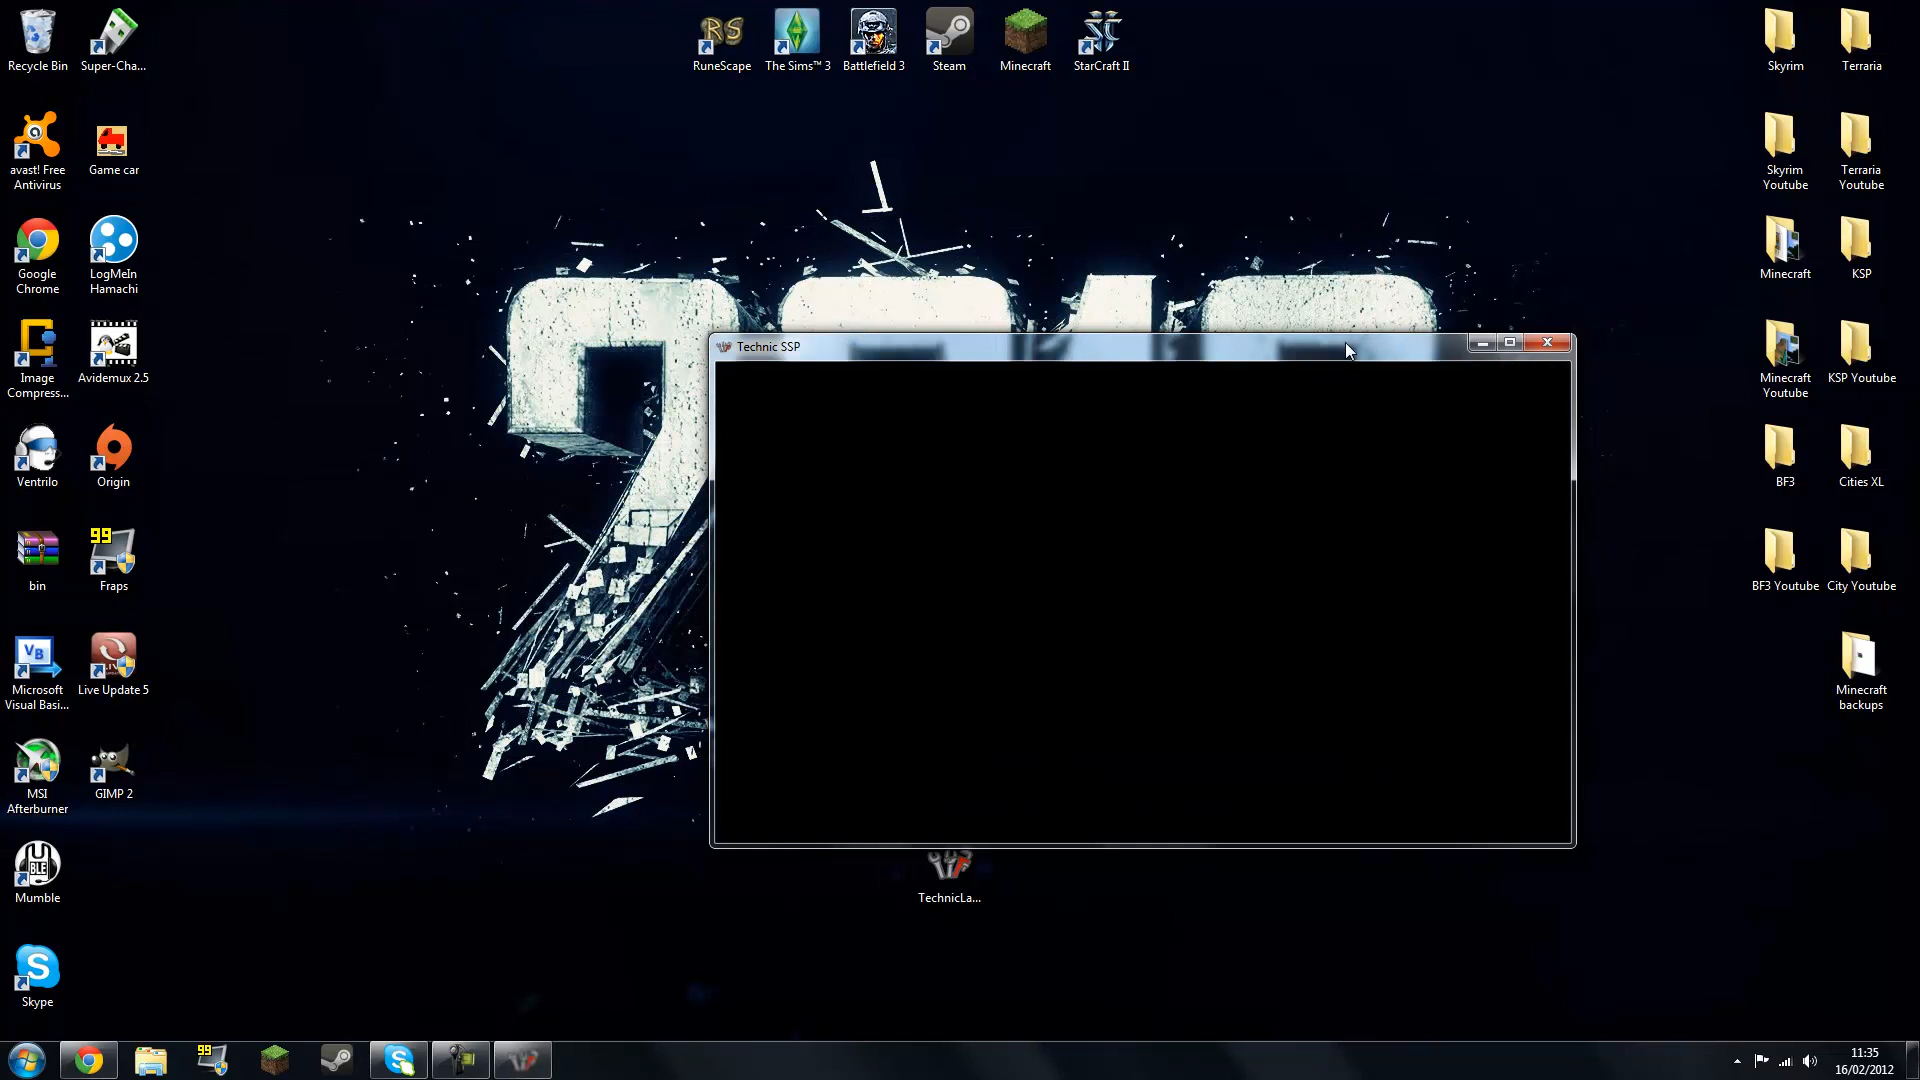 RuneScape
The Sims™ 3
Battlefield 3
Steam
Minecraft
StarCraft II
Recycle Bin
Super-Cha...
avast! Free
Antivirus
Game car
Google
Chrome
LogMeIn
Hamachi
Image
Compress...
Avidemux 2.5
Ventrilo
Origin
bin
99
Fraps
Microsoft
Visual Basi...
Live Update 5
MSI
Afterburner
GIMP 2
Mumble
Skype
Skyrim
Terraria
Skyrim
Youtube
Terraria
Youtube
Minecraft
KSP
Minecraft
Youtube
KSP Youtube
BF3
Cities XL
BF3 Youtube
City Youtube
Minecraft
backups
Technic SSP
TechnicLa...
99
11:35
16/02/2012